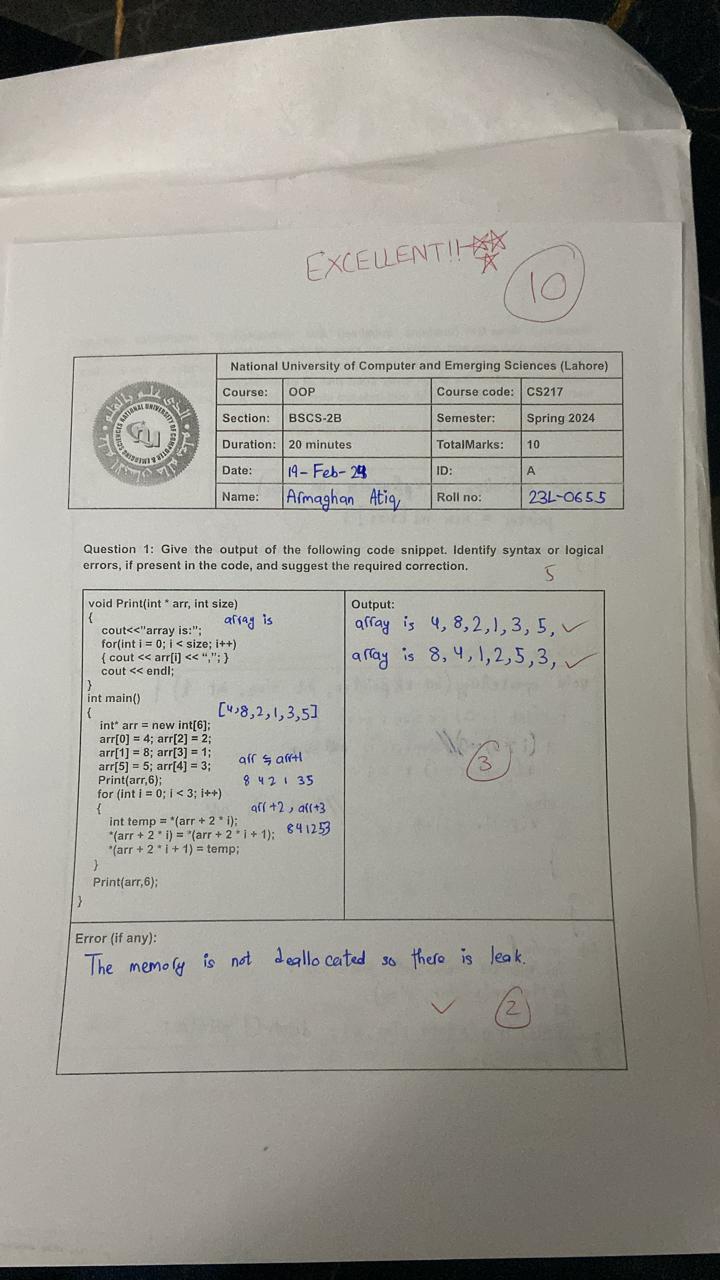 EXCELLENT!!
10
National University of Computer and Emerging Sciences (Lahore)
Course: OOP Course code: CS217
Section: BSCS-2B Semester: Spring 2024
Duration: 20 minutes TotalMarks: 10
Date: 19-Feb-24 ID: A
Name: Armaghan Atiq Roll no: 23L-0655
Question 1: Give the output of the following code snippet. Identify syntax or logical
errors, if present in the code, and suggest the required correction.
5
void Print(int * arr, int size)
{ array is
cout<<"array is:";
for(int i = 0; i < size; i++)
{ cout << arr[i] << ","; }
cout << endl;
}
int main()
{ [4,8,2,1,3,5]
int* arr = new int[6];
arr[0] = 4; arr[2] = 2;
arr[1] = 8; arr[3] = 1;
arr[5] = 5; arr[4] = 3; arr arr+1
Print(arr,6); 8 4 2 1 3 5
for (int i = 0; i < 3; i++)
{ arr+2, arr+3
int temp = *(arr + 2 * i);
*(arr + 2 * i) = *(arr + 2 * i + 1); 841253
*(arr + 2 * i + 1) = temp;
}
Print(arr,6);
}
Output:
array is 4,8,2,1,3,5, ✓
array is 8,4,1,2,5,3, ✓
3
Error (if any):
The memory is not deallocated so there is leak.
✓ 2